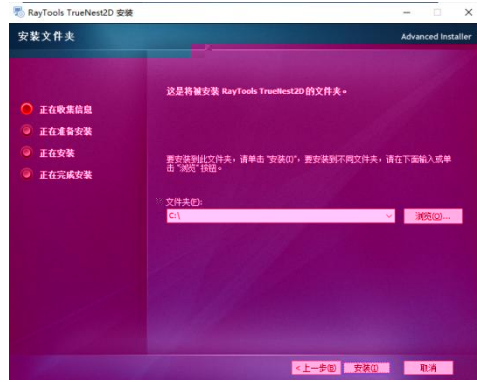 RayTools TrueNest2D 安装
安装文件夹
Advanced Installer
这是将被安装 RayTools TrueNest2D 的文件夹。
正在收集信息
正在准备安装
正在安装
正在完成安装
要安装到此文件夹，请单击 "安装(I)"，要安装到不同文件夹，请在下面输入或单
击 "浏览" 按钮。
文件夹(F):
C:\
浏览(O)...
<上一步(B)
安装(I)
取消